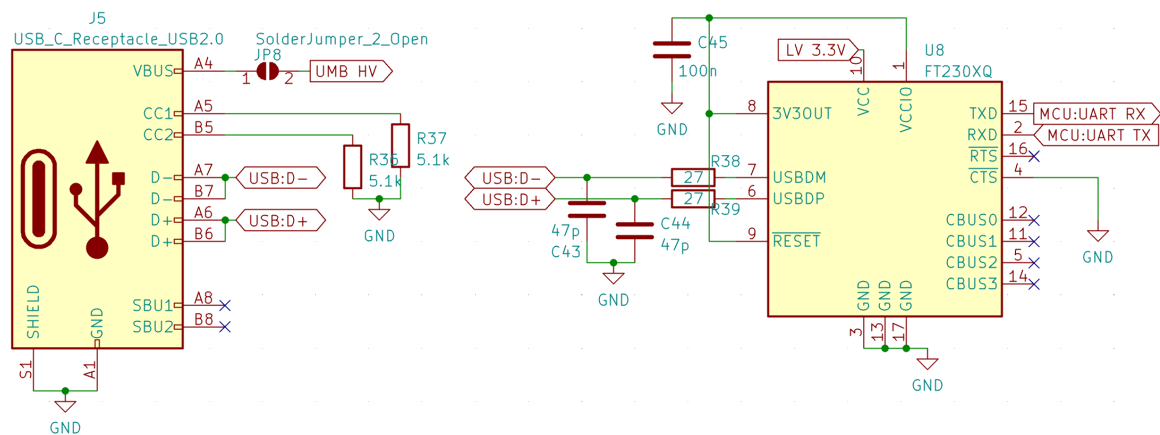 J5
USB_C_Receptacle_USB2.0
VBUS A4
CC1 A5
CC2 B5
D- A7
D- B7
D+ A6
D+ B6
SBU1 A8
SBU2 B8
SHIELD
GND
S1
A1
GND
SolderJumper_2_Open
JP8
1 2
UMB HV
USB:D-
USB:D+
R37
5.1k
R36
5.1k
GND
C45
100n
GND
USB:D-
USB:D+
R38
27
27
R39
47p
C43
C44
47p
GND
LV 3.3V
U8
FT230XQ
10
1
VCC
VCCIO
8 3V3OUT
7 USBDM
6 USBDP
9 RESET
TXD 15
RXD 2
RTS 16
CTS 4
CBUS0 12
CBUS1 11
CBUS2 5
CBUS3 14
GND
GND
GND
3
13
17
GND
MCU:UART RX
MCU:UART TX
GND